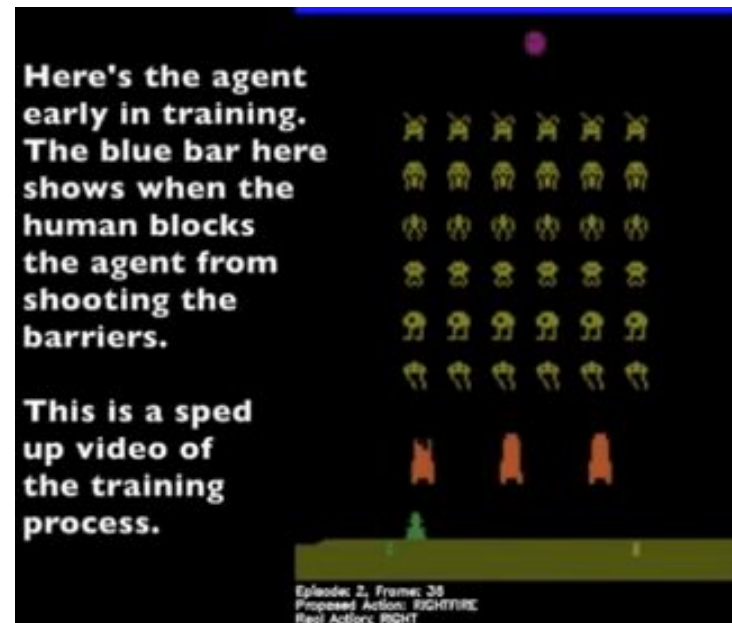 Here's the agent
early in training.
The blue bar here
shows when the
human blocks
the agent from
shooting the
barriers.
This is a sped
up video of
the training
process.
Episode: 2, Frame: 38
Proposed Action: RIGHTFIRE
Real Action: RIGHT